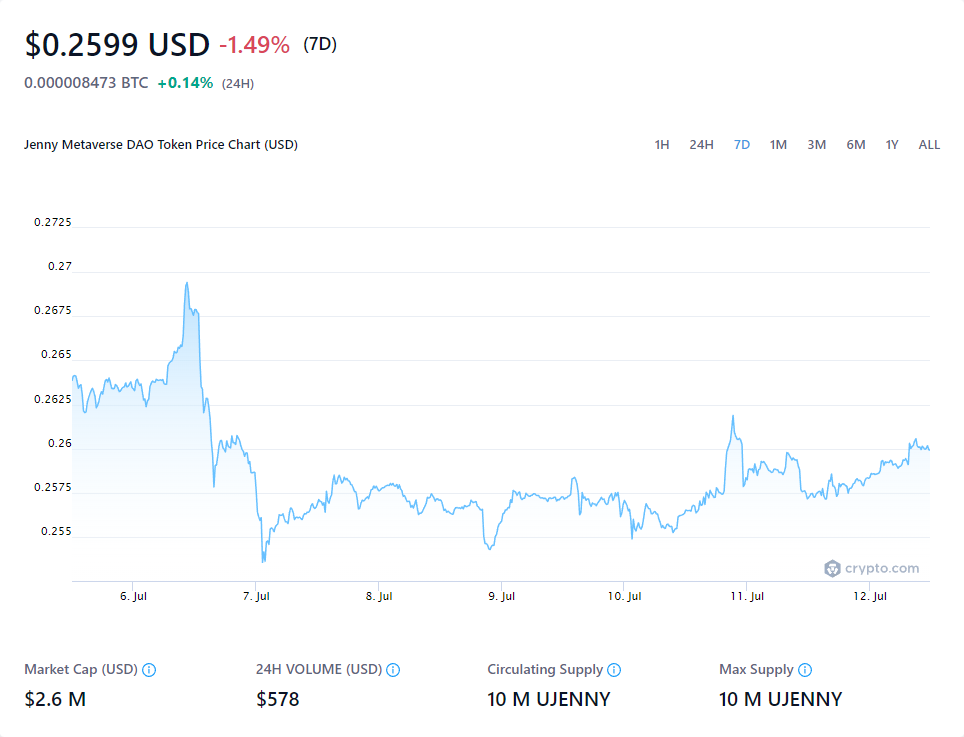 $0.2599 USD -1.49% (7D)
0.000008473 BTC +0.14% (24H)
Jenny Metaverse DAO Token Price Chart (USD) 1H 24H 7D 1M 3M 6M 1Y ALL
0.2725
0.27
0.2675
0.265
0.2625
0.26
0.2575
0.255
crypto.com
6. Jul 7. Jul 8. Jul 9. Jul 10. Jul 11. Jul 12. Jul
Market Cap (USD) 24H VOLUME (USD) Circulating Supply Max Supply
$2.6 M $578 10 M UJENNY 10 M UJENNY